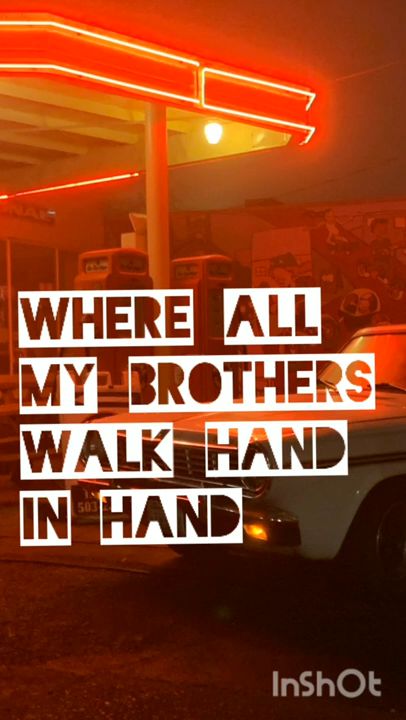 WHERE ALL
MY BROTHERS
WALK HAND
IN HAND
InShOt